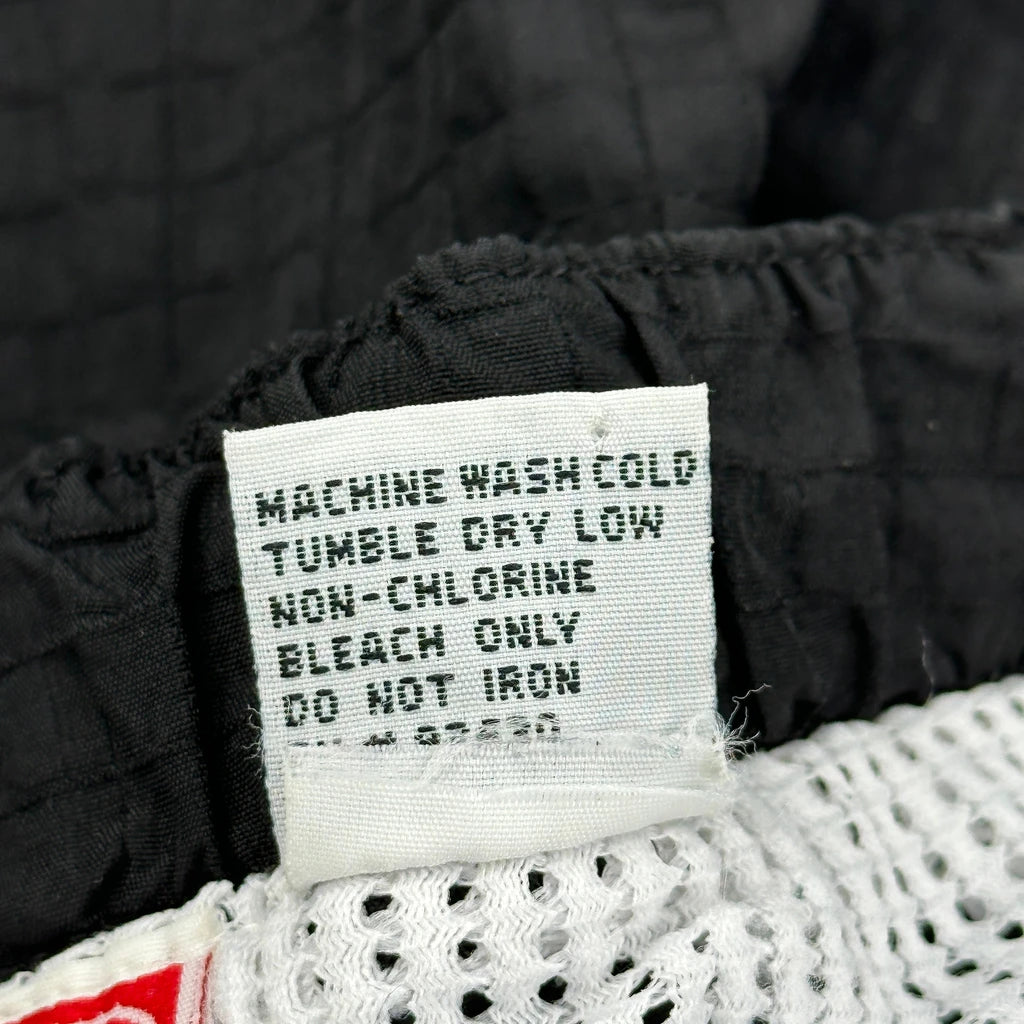 MACHINE WASH COLD
TUMBLE DRY LOW
NON-CHLORINE
BLEACH ONLY
DO NOT IRON